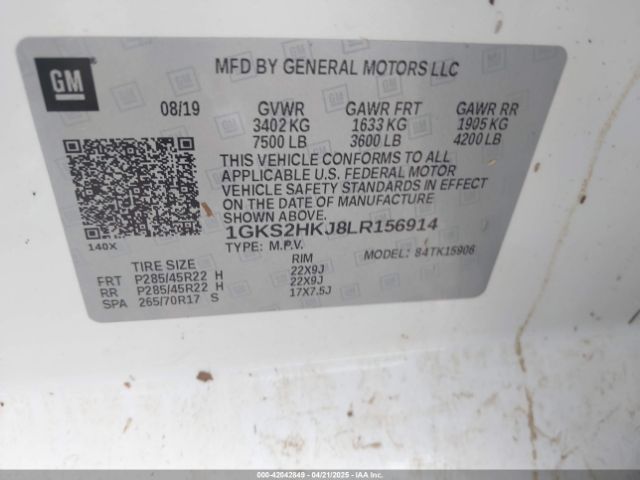 GM
MFD BY GENERAL MOTORS LLC
08/19 GVWR GAWR FRT GAWR RR
3402 KG 1633 KG 1905 KG
7500 LB 3600 LB 4200 LB
THIS VEHICLE CONFORMS TO ALL
APPLICABLE U.S. FEDERAL MOTOR
VEHICLE SAFETY STANDARDS IN EFFECT
ON THE DATE OF MANUFACTURE
SHOWN ABOVE.
1GKS2HKJ8LR156914
140X
TYPE: M.P.V. MODEL: 84TK15906
TIRE SIZE RIM
FRT P285/45R22 H 22X9J
RR P285/45R22 H 22X9J
SPA 265/70R17 S 17X7.5J
000-42042849 - 04/21/2025 - IAAI.COM